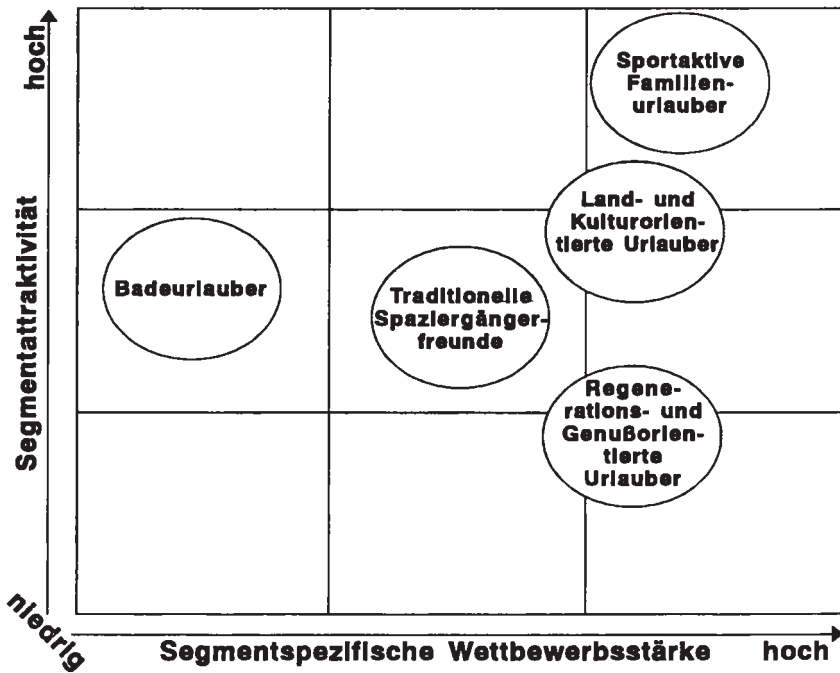 hoch
Segmentattraktivität
niedrig
Sportaktive
Familien-
urlauber
Land- und
Kulturorien-
tierte Urlauber
Badeurlauber
Traditionelle
Spaziergänger-
freunde
Regene-
rations- und
Genußorien-
tierte
Urlauber
Segmentspezifische Wettbewerbsstärke hoch